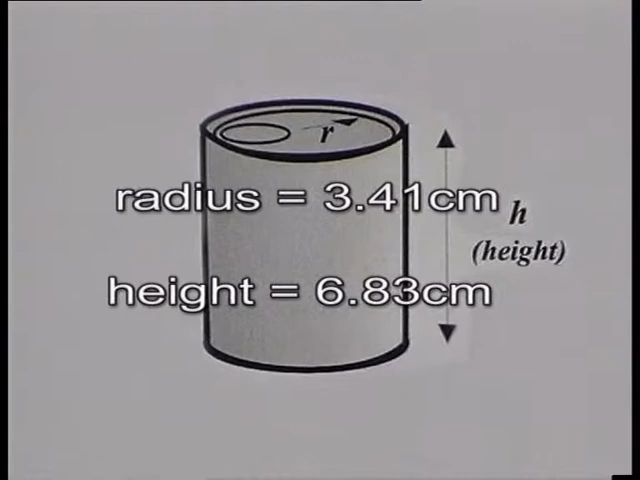 r
radius = 3.41cm
h
(height)
height = 6.83cm